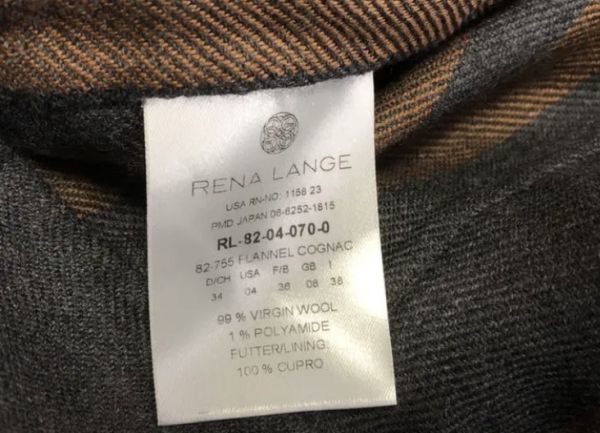 RENA LANGE
USA RN-NO: 1158 23
PMD JAPAN 06-6252-1815
RL-82-04-070-0
82-755 FLANNEL COGNAC
D/CH USA F/B GB I
34 04 36 08 38
99 % VIRGIN WOOL
1 % POLYAMIDE
FUTTER/LINING:
100 % CUPRO